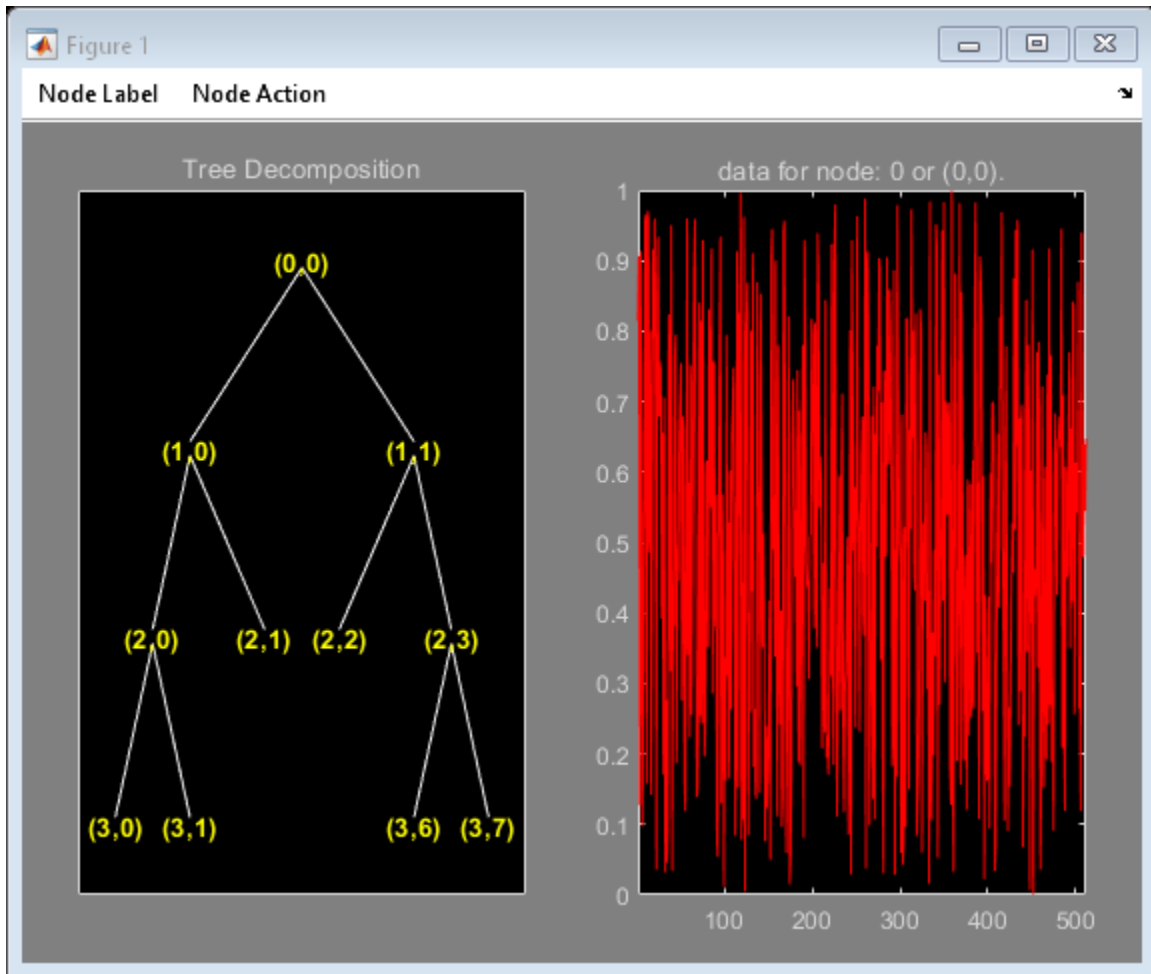 Figure 1
Node Label Node Action
Tree Decomposition
(0,0)
(1,0) (1,1)
(2,0) (2,1) (2,2) (2,3)
(3,0) (3,1) (3,6) (3,7)
data for node: 0 or (0,0).
1
0.9
0.8
0.7
0.6
0.5
0.4
0.3
0.2
0.1
0
100 200 300 400 500